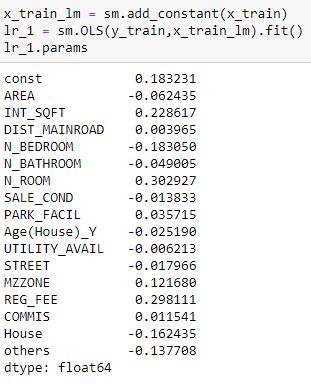 x_train_lm = sm.add_constant(x_train)
lr_1 = sm.OLS(y_train,x_train_lm).fit()
lr_1.params
const 0.183231
AREA -0.062435
INT_SQFT 0.228617
DIST_MAINROAD 0.003965
N_BEDROOM -0.183050
N_BATHROOM -0.049005
N_ROOM 0.302927
SALE_COND -0.013833
PARK_FACIL 0.035715
Age(House)_Y -0.025190
UTILITY_AVAIL -0.006213
STREET -0.017966
MZZONE 0.121680
REG_FEE 0.298111
COMMIS 0.011541
House -0.162435
others -0.137708
dtype: float64